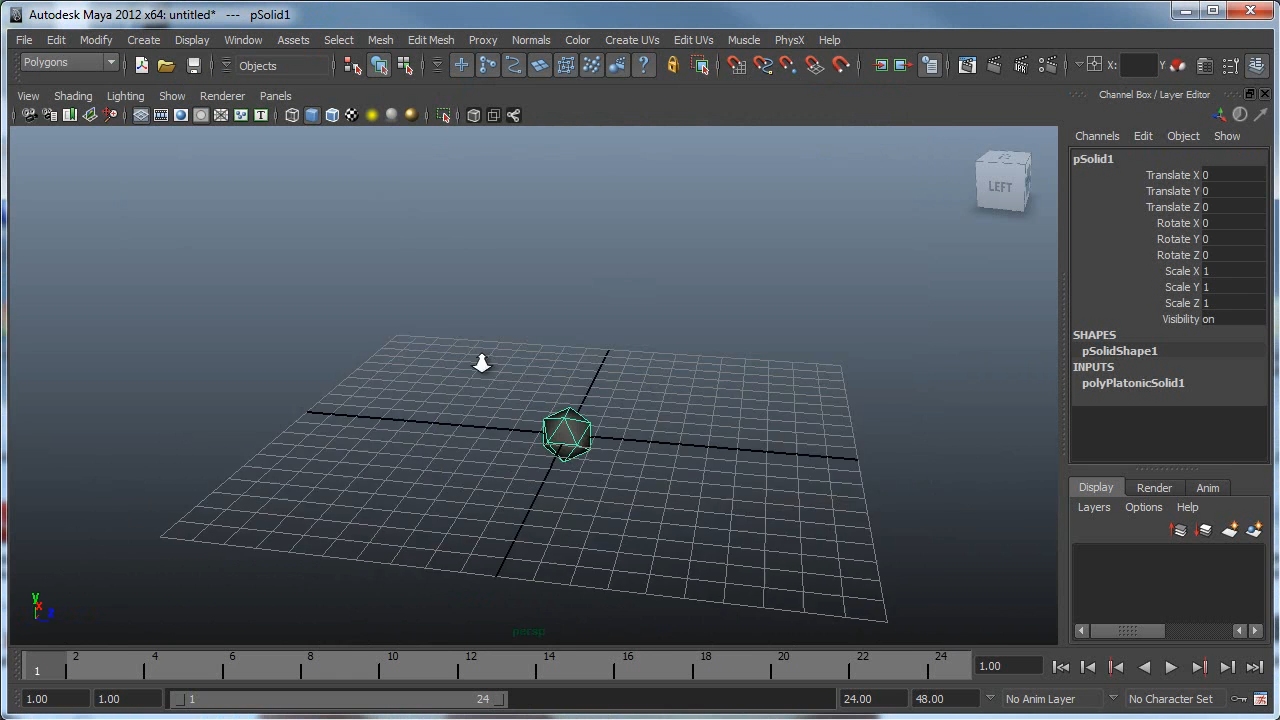 Autodesk Maya 2012 x64: untitled* --- pSolid1
File Edit Modify Create Display Window Assets Select Mesh Edit Mesh Proxy Normals Color Create UVs Edit UVs Muscle PhysX Help
Polygons Objects X: Y
View Shading Lighting Show Renderer Panels
Channel Box / Layer Editor
Channels Edit Object Show
pSolid1
Translate X 0
Translate Y 0
Translate Z 0
Rotate X 0
Rotate Y 0
Rotate Z 0
Scale X 1
Scale Y 1
Scale Z 1
Visibility on
SHAPES
pSolidShape1
INPUTS
polyPlatonicSolid1
LEFT
Display Render Anim
Layers Options Help
y
x
z
persp
1 2 4 6 8 10 12 14 16 18 20 22 24 1.00
1.00 1.00 1 24 24.00 48.00 No Anim Layer No Character Set